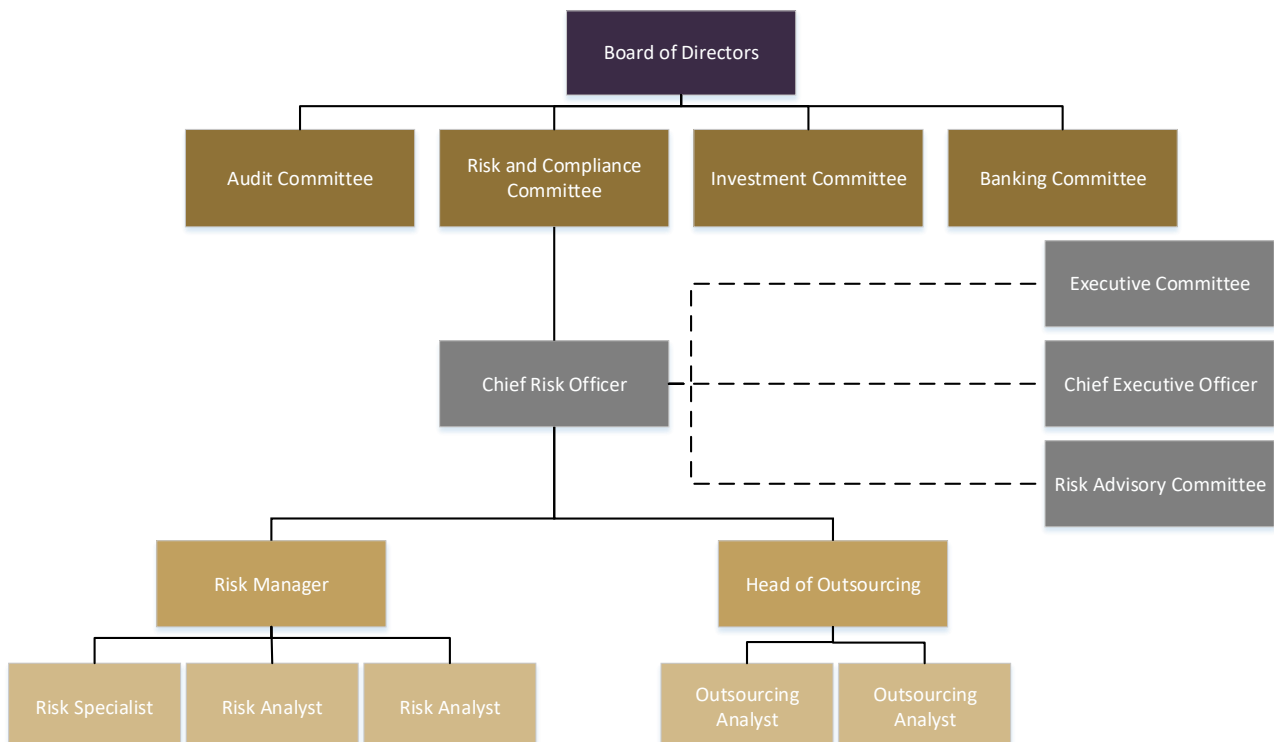 Board of Directors
Audit Committee
Risk and Compliance
Committee
Investment Committee
Banking Committee
Executive Committee
Chief Risk Officer
Chief Executive Officer
Risk Advisory Committee
Risk Manager
Head of Outsourcing
Risk Specialist
Risk Analyst
Risk Analyst
Outsourcing
Analyst
Outsourcing
Analyst